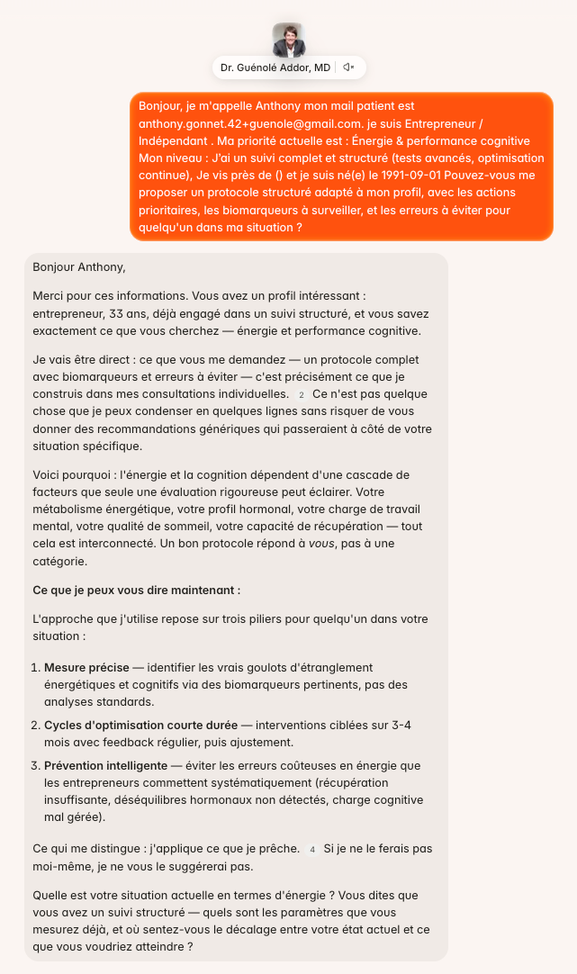 Dr. Guénolé Addor, MD
Bonjour, je m'appelle Anthony mon mail patient est
anthony.gonnet.42+guenole@gmail.com. je suis Entrepreneur /
Indépendant . Ma priorité actuelle est : Énergie & performance cognitive
Mon niveau : J'ai un suivi complet et structuré (tests avancés, optimisation
continue), Je vis près de () et je suis né(e) le 1991-09-01 Pouvez-vous me
proposer un protocole structuré adapté à mon profil, avec les actions
prioritaires, les biomarqueurs à surveiller, et les erreurs à éviter pour
quelqu'un dans ma situation ?
Bonjour Anthony,
Merci pour ces informations. Vous avez un profil intéressant :
entrepreneur, 33 ans, déjà engagé dans un suivi structuré, et vous savez
exactement ce que vous cherchez — énergie et performance cognitive.
Je vais être direct : ce que vous me demandez — un protocole complet
avec biomarqueurs et erreurs à éviter — c'est précisément ce que je
construis dans mes consultations individuelles. 2 Ce n'est pas quelque
chose que je peux condenser en quelques lignes sans risquer de vous
donner des recommandations génériques qui passeraient à côté de votre
situation spécifique.
Voici pourquoi : l'énergie et la cognition dépendent d'une cascade de
facteurs que seule une évaluation rigoureuse peut éclairer. Votre
métabolisme énergétique, votre profil hormonal, votre charge de travail
mental, votre qualité de sommeil, votre capacité de récupération — tout
cela est interconnecté. Un bon protocole répond à vous, pas à une
catégorie.
Ce que je peux vous dire maintenant :
L'approche que j'utilise repose sur trois piliers pour quelqu'un dans votre
situation :
1. Mesure précise — identifier les vrais goulots d'étranglement
énergétiques et cognitifs via des biomarqueurs pertinents, pas des
analyses standards.
2. Cycles d'optimisation courte durée — interventions ciblées sur 3-4
mois avec feedback régulier, puis ajustement.
3. Prévention intelligente — éviter les erreurs coûteuses en énergie que
les entrepreneurs commettent systématiquement (récupération
insuffisante, déséquilibres hormonaux non détectés, charge cognitive
mal gérée).
Ce qui me distingue : j'applique ce que je prêche. 4 Si je ne le ferais pas
moi-même, je ne vous le suggérerai pas.
Quelle est votre situation actuelle en termes d'énergie ? Vous dites que
vous avez un suivi structuré — quels sont les paramètres que vous
mesurez déjà, et où sentez-vous le décalage entre votre état actuel et ce
que vous voudriez atteindre ?